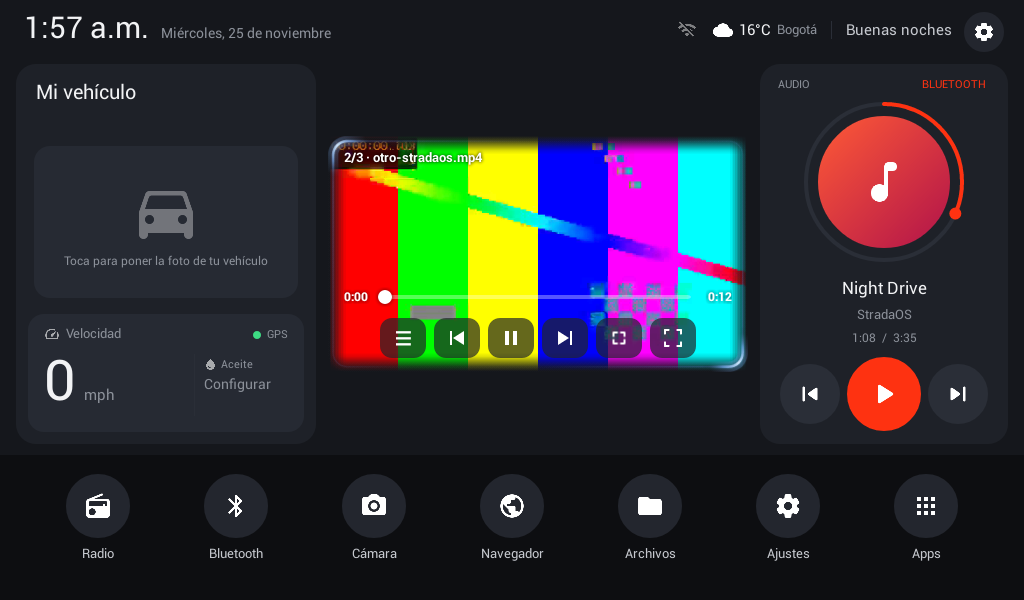 1:57 a.m.
Miércoles, 25 de noviembre
16°C Bogotá
Buenas noches
Mi vehículo
Toca para poner la foto de tu vehículo
Velocidad
GPS
0 mph
Aceite
Configurar
2/3 · otro-stradaos.mp4
0:00
0:12
AUDIO
BLUETOOTH
Night Drive
StradaOS
1:08 / 3:35
Radio
Bluetooth
Cámara
Navegador
Archivos
Ajustes
Apps